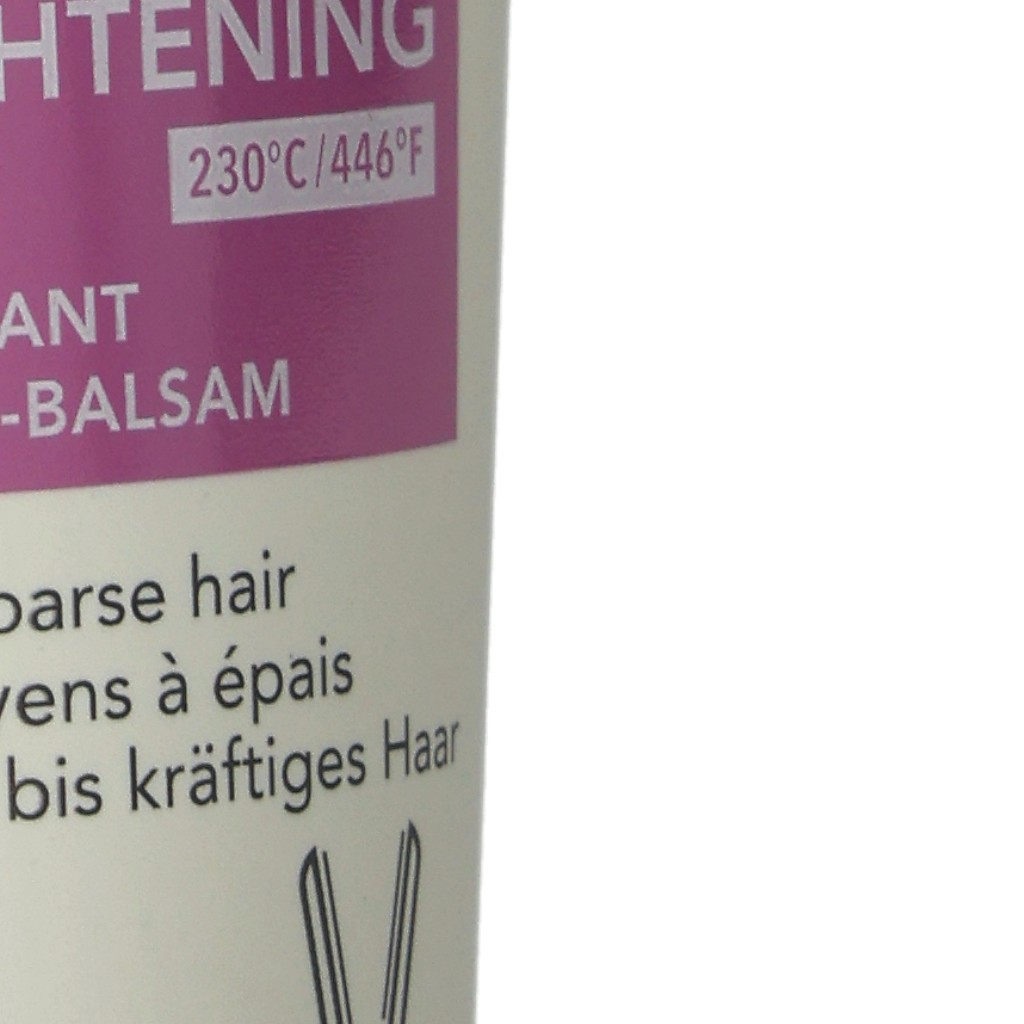 HTENING
230°C/446°F
ANT
-BALSAM
oarse hair
yens à épais
bis kräftiges Haar